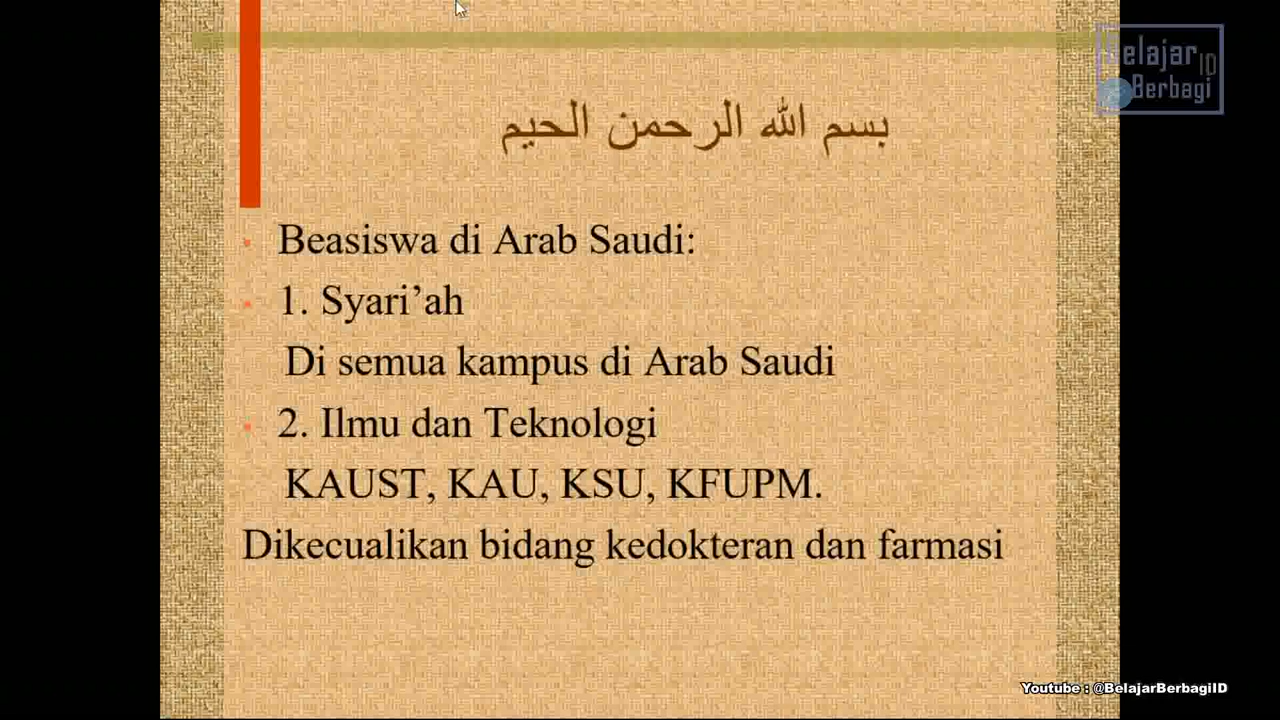 Belajar ID
Berbagi
بسم الله الرحمن الحيم
Beasiswa di Arab Saudi:
1. Syari'ah
Di semua kampus di Arab Saudi
2. Ilmu dan Teknologi
KAUST, KAU, KSU, KFUPM.
Dikecualikan bidang kedokteran dan farmasi
Youtube : @BelajarBerbagiID